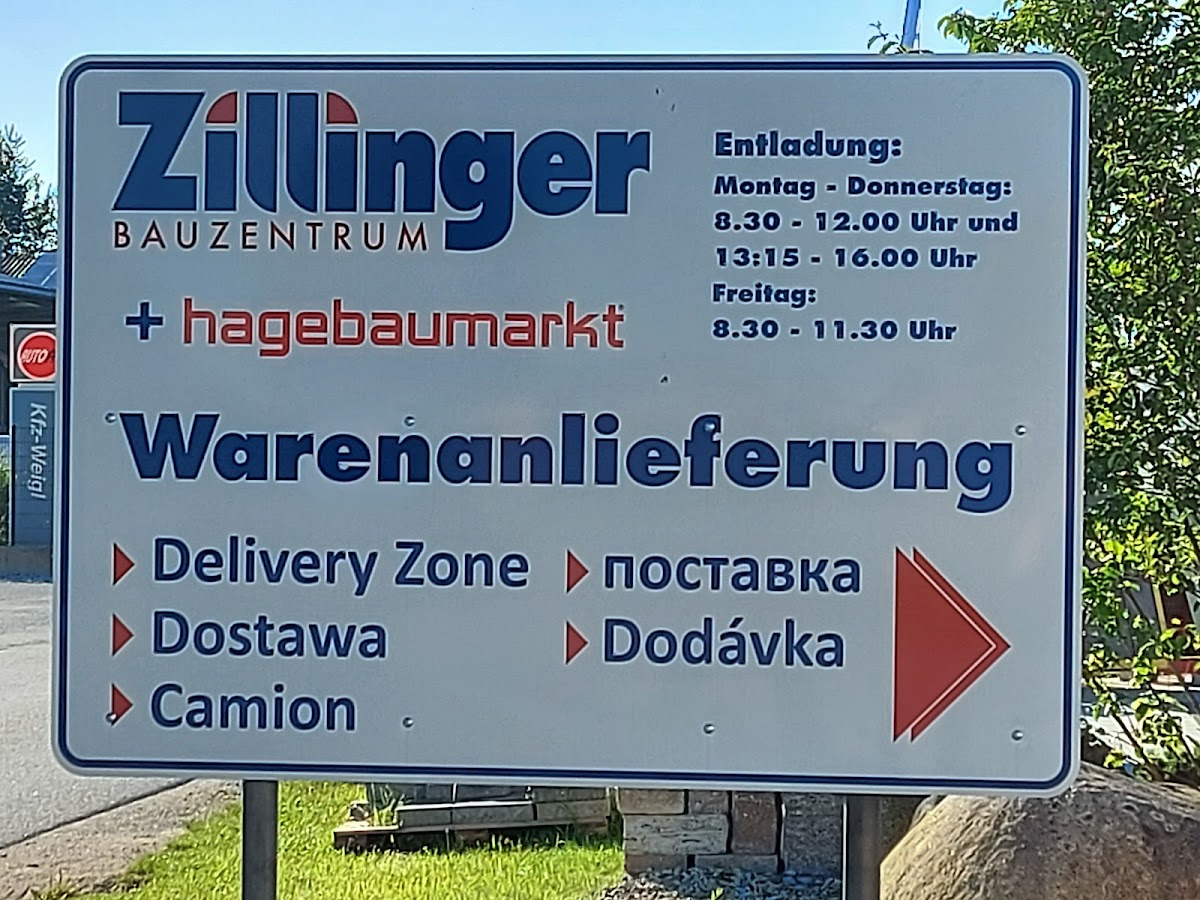 Zillinger
BAUZENTRUM
+ hagebaumarkt
Entladung:
Montag - Donnerstag:
8.30 - 12.00 Uhr und
13:15 - 16.00 Uhr
Freitag:
8.30 - 11.30 Uhr
Warenanlieferung
Delivery Zone
Dostawa
Camion
поставка
Dodávka
AUTO
Kfz-Weigl